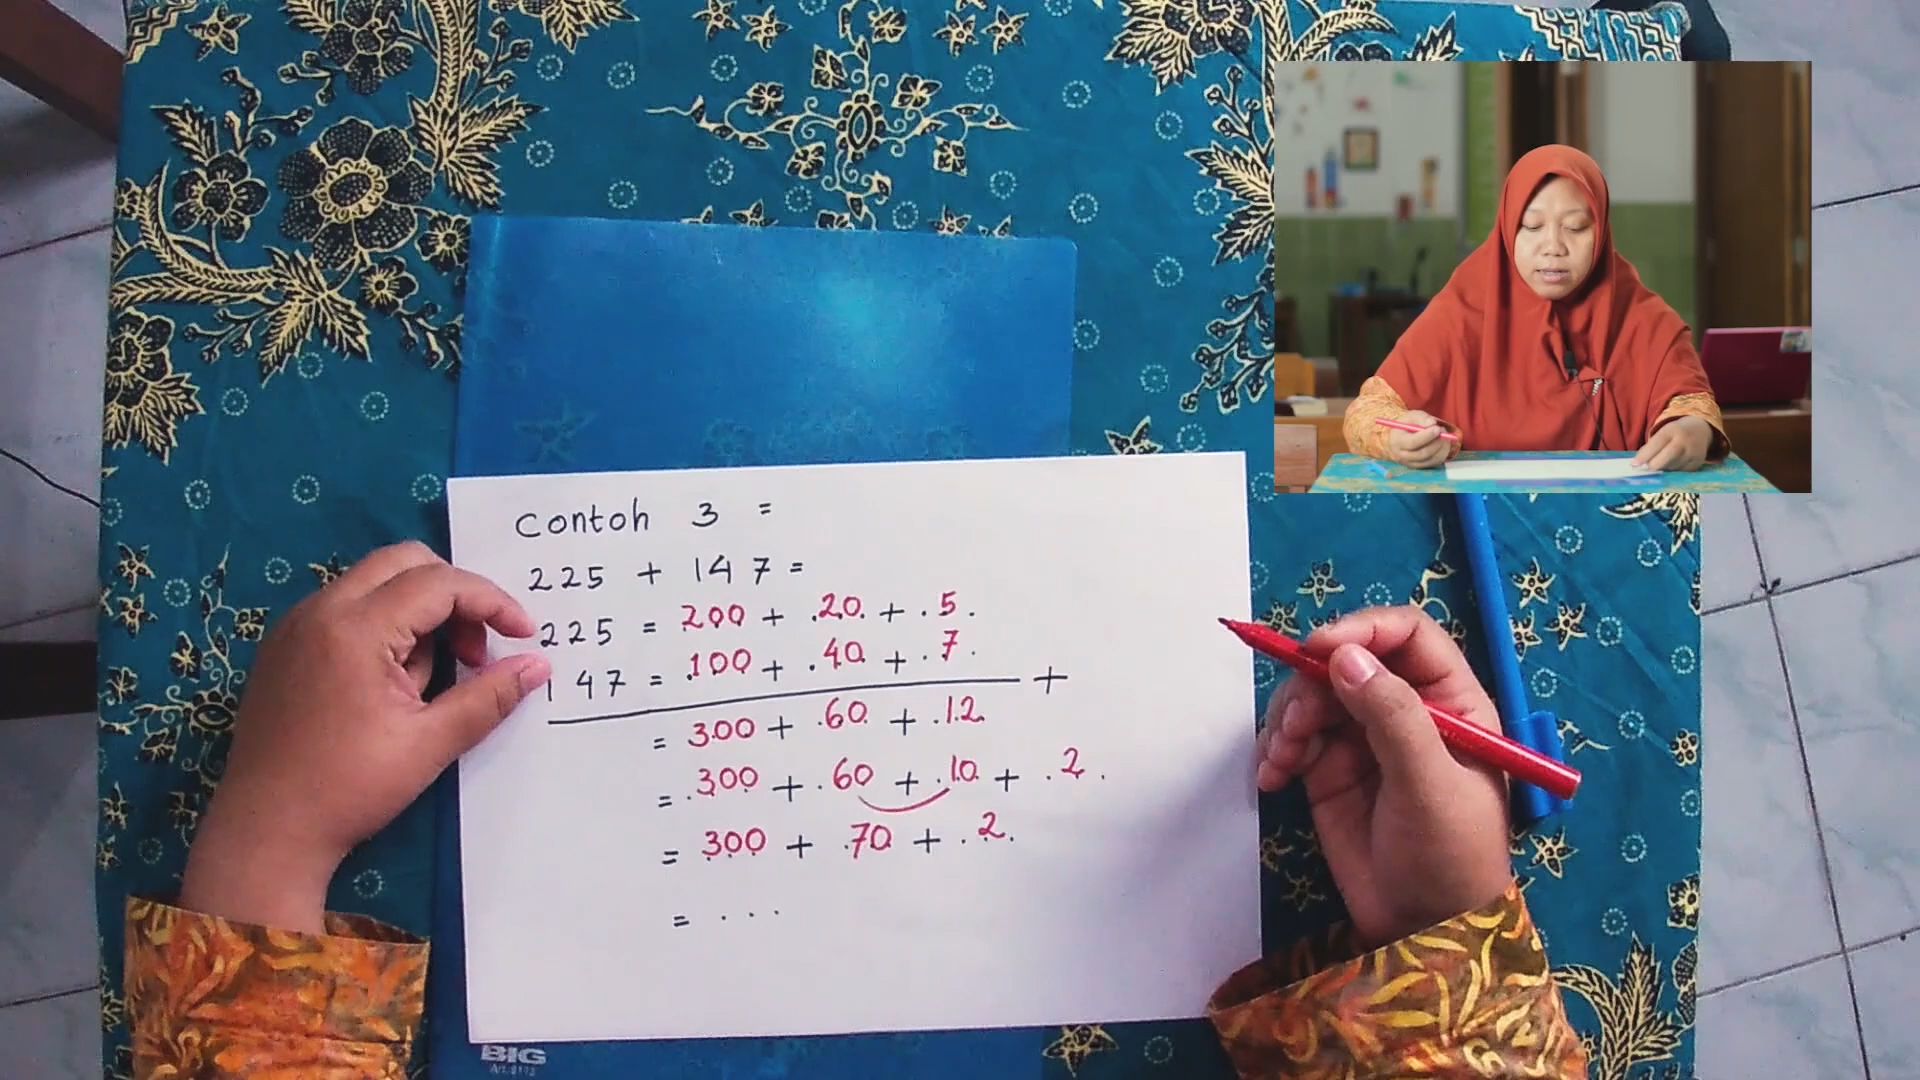 Contoh 3 =
225 + 147 =
225 = 200 + 20 + 5
147 = 100 + 40 + 7
+
= 300 + 60 + 12
= 300 + 60 + 10 + 2
= 300 + 70 + 2
= . . .
BIG